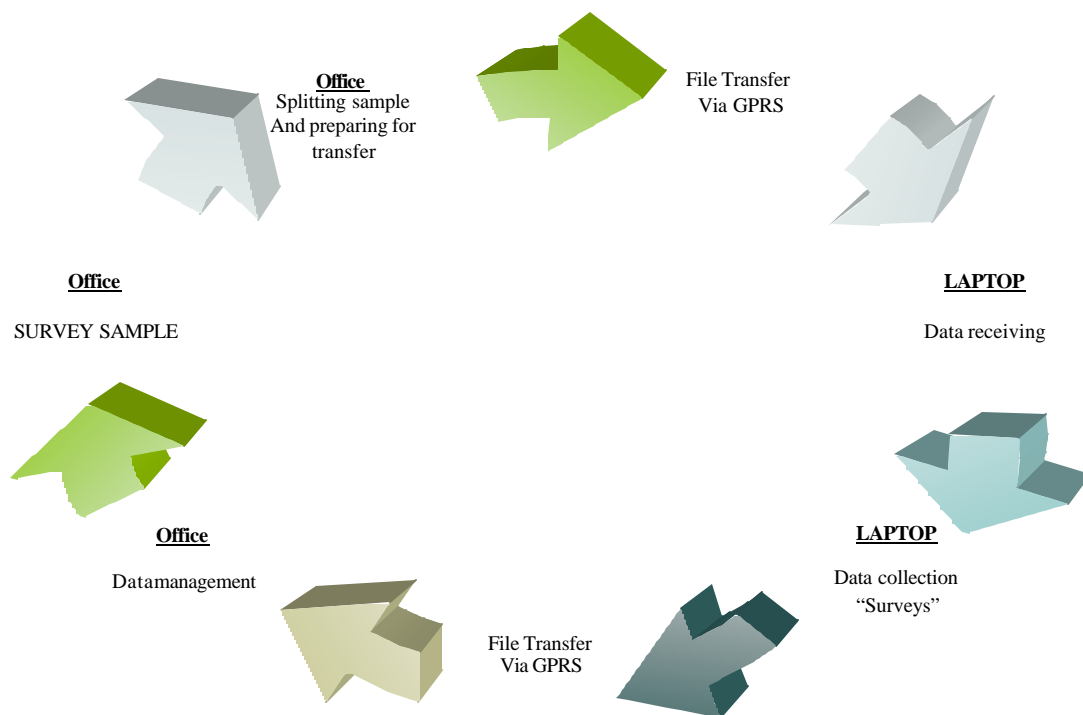 Office
Splitting sample
And preparing for
transfer
File Transfer
Via GPRS
Office
SURVEY SAMPLE
LAPTOP
Data receiving
Office
Datamanagement
LAPTOP
Data collection
“Surveys”
File Transfer
Via GPRS